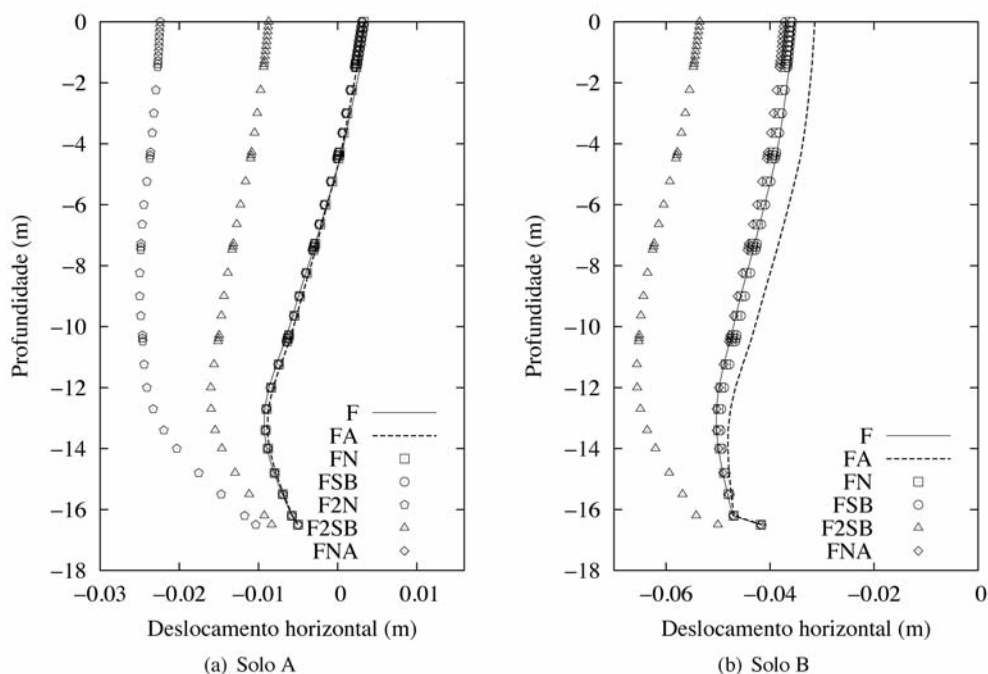 0
−2
−4
−6
−8
−10
−12
−14
−16
−18
Profundidade (m)
−0.03 −0.02 −0.01 0 0.01
Deslocamento horizontal (m)
F
FA
FN
FSB
F2N
F2SB
FNA
(a) Solo A
0
−2
−4
−6
−8
−10
−12
−14
−16
−18
Profundidade (m)
−0.06 −0.04 −0.02 0
Deslocamento horizontal (m)
F
FA
FN
FSB
F2SB
FNA
(b) Solo B